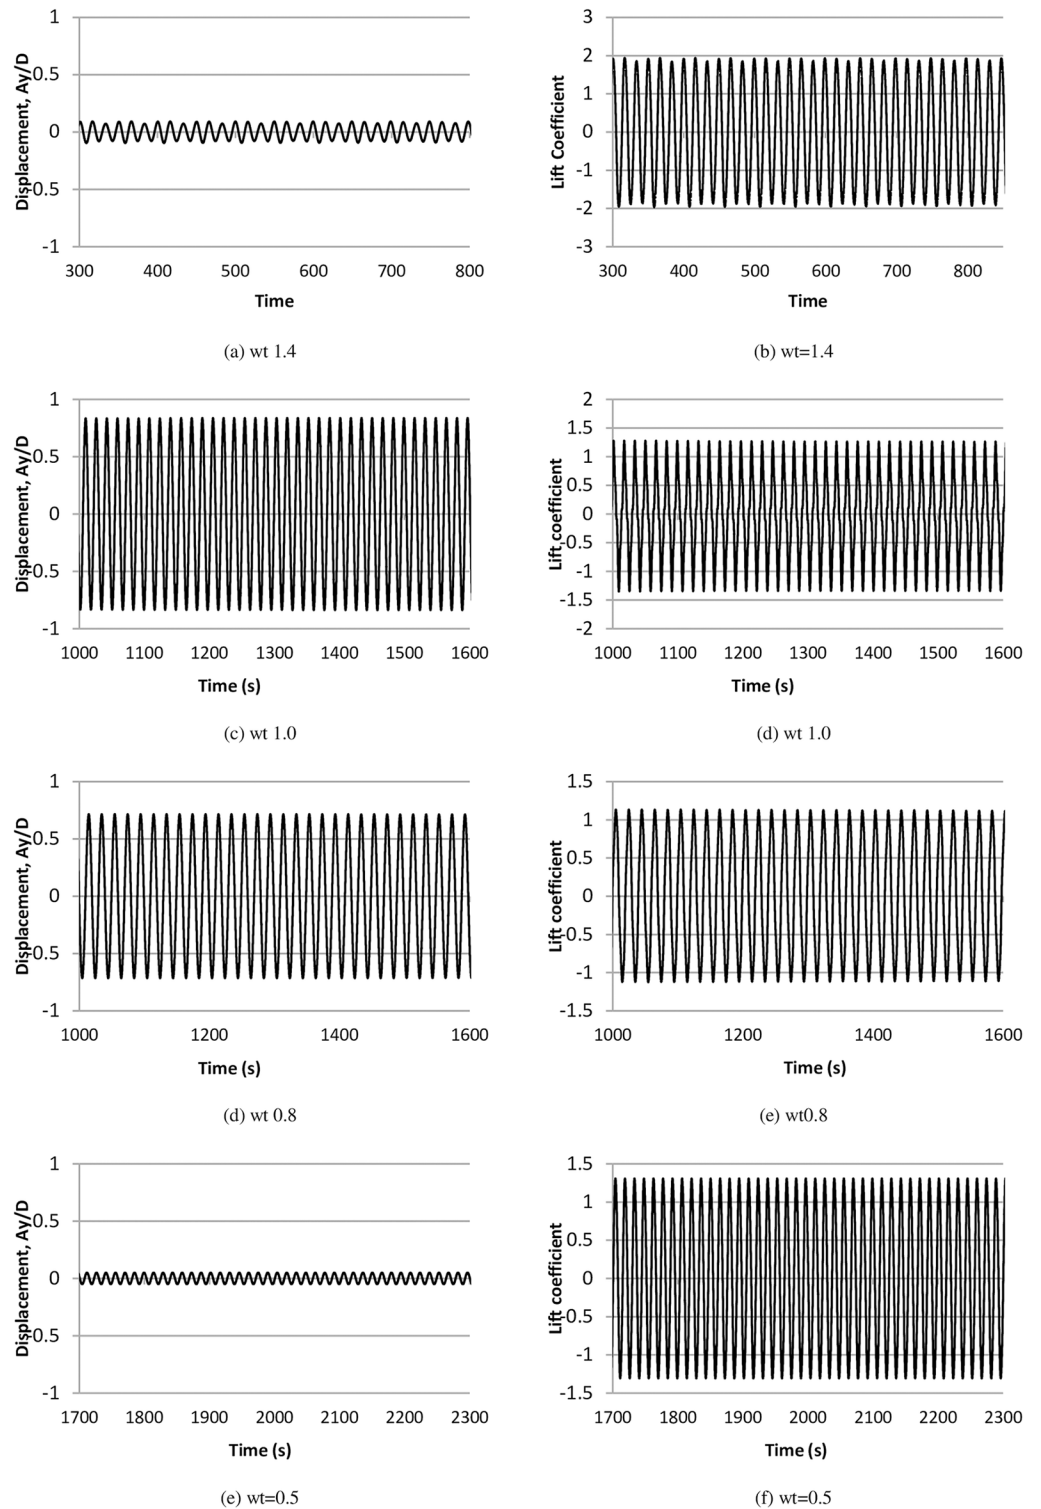 1
0.5
0
-0.5
-1
Displacement, Ay/D
300 400 500 600 700 800
Time
(a) wt 1.4
3
2
1
0
-1
-2
-3
Lift Coefficient
300 400 500 600 700 800
Time
(b) wt=1.4
1
0.5
0
-0.5
-1
Displacement, Ay/D
1000 1100 1200 1300 1400 1500 1600
Time (s)
(c) wt 1.0
2
1.5
1
0.5
0
-0.5
-1
-1.5
-2
Lift coefficient
1000 1100 1200 1300 1400 1500 1600
Time (s)
(d) wt 1.0
1
0.5
0
-0.5
-1
Displacement, Ay/D
1000 1200 1400 1600
Time (s)
(d) wt 0.8
1.5
1
0.5
0
-0.5
-1
-1.5
Lift coefficient
1000 1200 1400 1600
Time (s)
(e) wt0.8
1
0.5
0
-0.5
-1
Displacement, Ay/D
1700 1800 1900 2000 2100 2200 2300
Time (s)
(e) wt=0.5
1.5
1
0.5
0
-0.5
-1
-1.5
Lift coefficient
1700 1800 1900 2000 2100 2200 2300
Time (s)
(f) wt=0.5